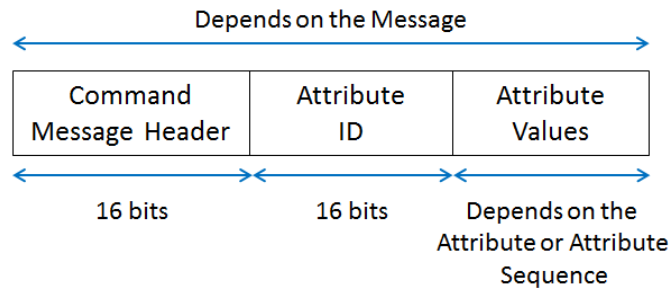 Depends on the Message
Command Attribute Attribute
Message Header ID Values
16 bits 16 bits Depends on the
Attribute or Attribute
Sequence